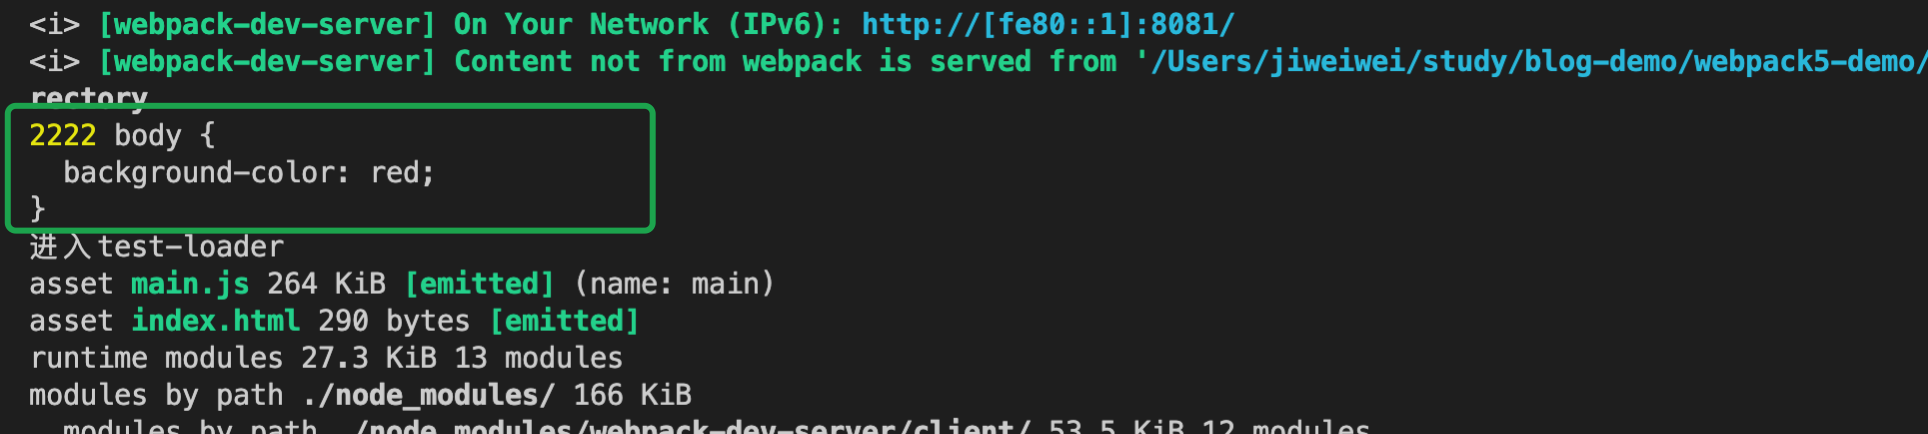 <i> [webpack-dev-server] On Your Network (IPv6): http://[fe80::1]:8081/
<i> [webpack-dev-server] Content not from webpack is served from '/Users/jiweiwei/study/blog-demo/webpack5-demo/
rectory
2222 body {
  background-color: red;
}
进入test-loader
asset main.js 264 KiB [emitted] (name: main)
asset index.html 290 bytes [emitted]
runtime modules 27.3 KiB 13 modules
modules by path ./node_modules/ 166 KiB
  modules by path ./node_modules/webpack-dev-server/client/ 53.5 KiB 12 modules